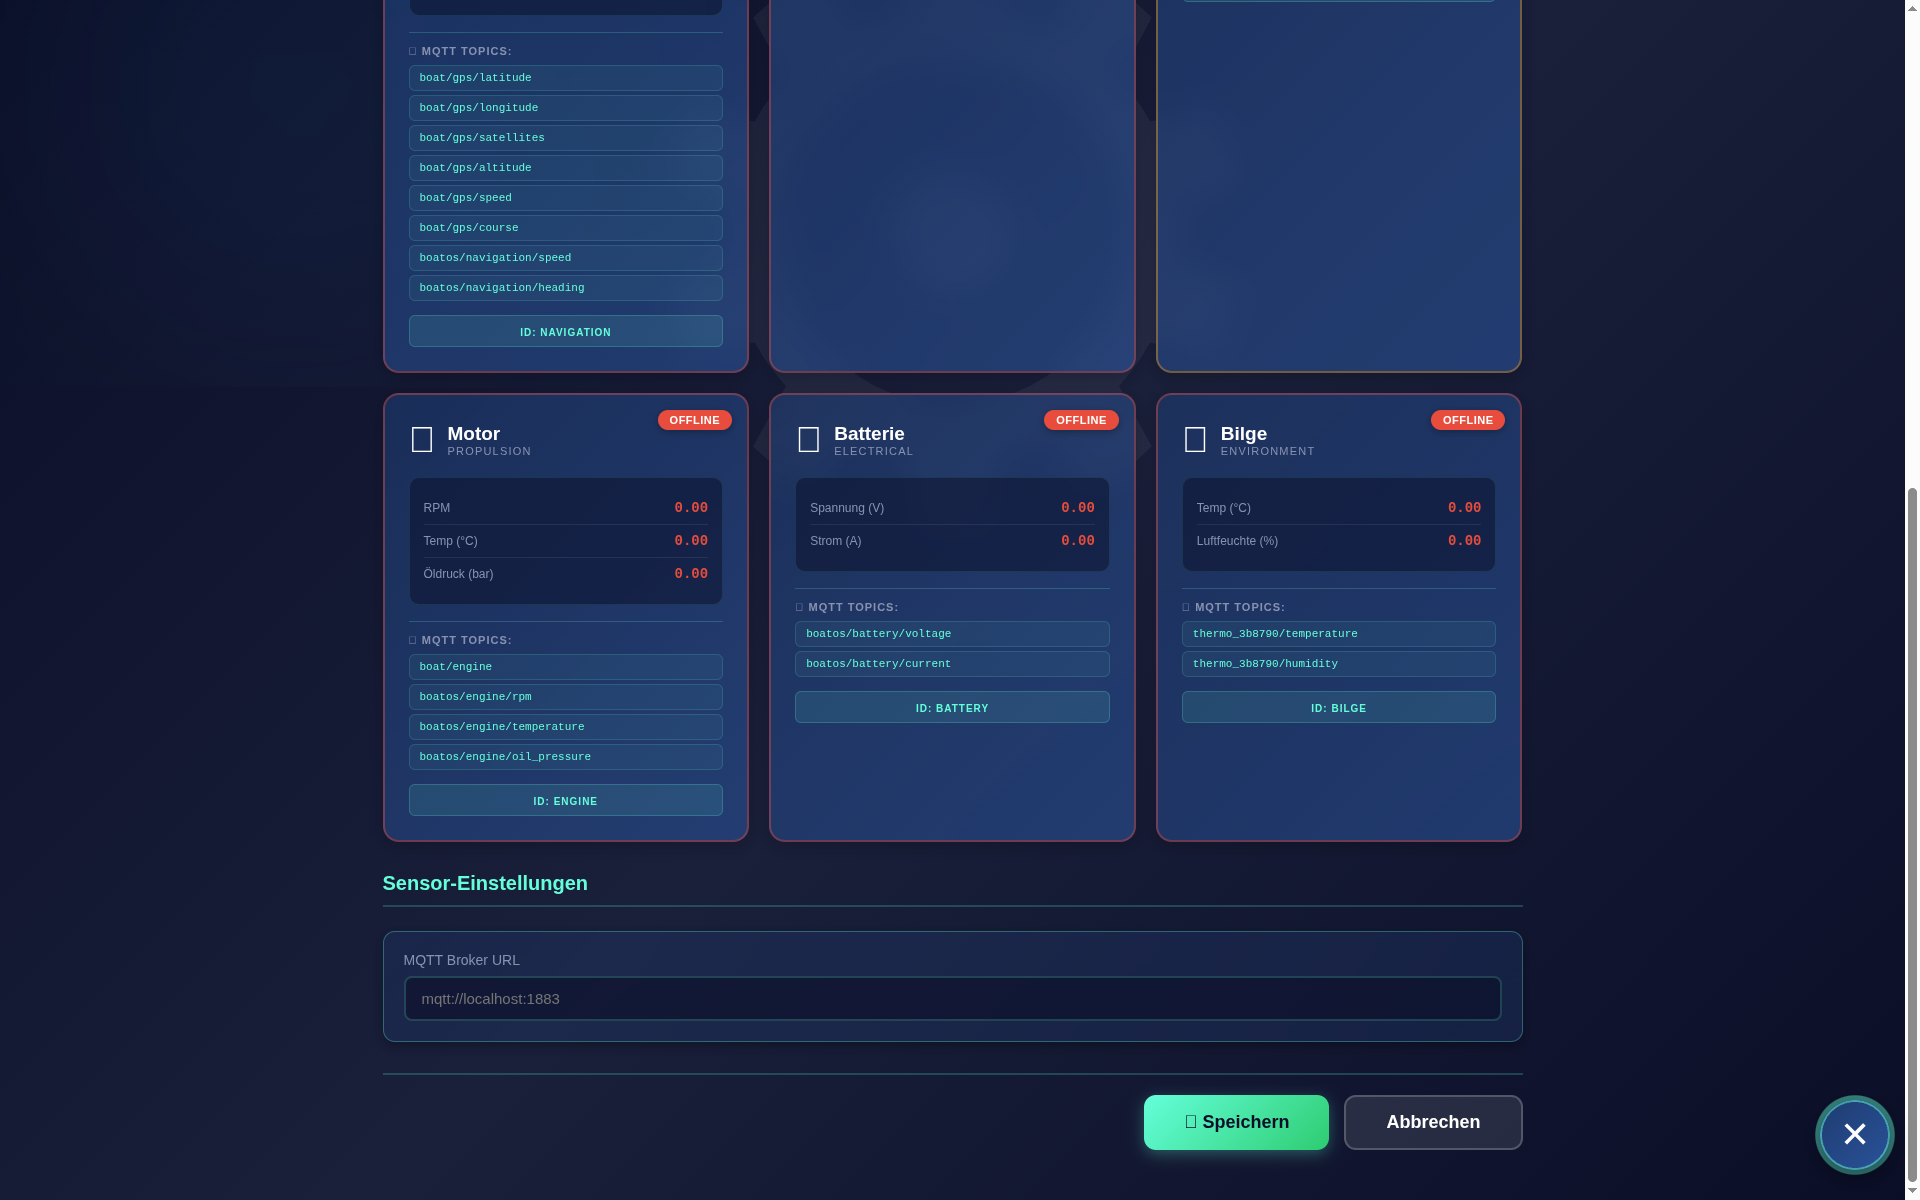 MQTT TOPICS:
boat/gps/latitude
boat/gps/longitude
boat/gps/satellites
boat/gps/altitude
boat/gps/speed
boat/gps/course
boatos/navigation/speed
boatos/navigation/heading
ID: NAVIGATION
OFFLINE
Motor
PROPULSION
RPM 0.00
Temp (°C) 0.00
Öldruck (bar) 0.00
MQTT TOPICS:
boat/engine
boatos/engine/rpm
boatos/engine/temperature
boatos/engine/oil_pressure
ID: ENGINE
OFFLINE
Batterie
ELECTRICAL
Spannung (V) 0.00
Strom (A) 0.00
MQTT TOPICS:
boatos/battery/voltage
boatos/battery/current
ID: BATTERY
OFFLINE
Bilge
ENVIRONMENT
Temp (°C) 0.00
Luftfeuchte (%) 0.00
MQTT TOPICS:
thermo_3b8790/temperature
thermo_3b8790/humidity
ID: BILGE
Sensor-Einstellungen
MQTT Broker URL
mqtt://localhost:1883
Speichern
Abbrechen